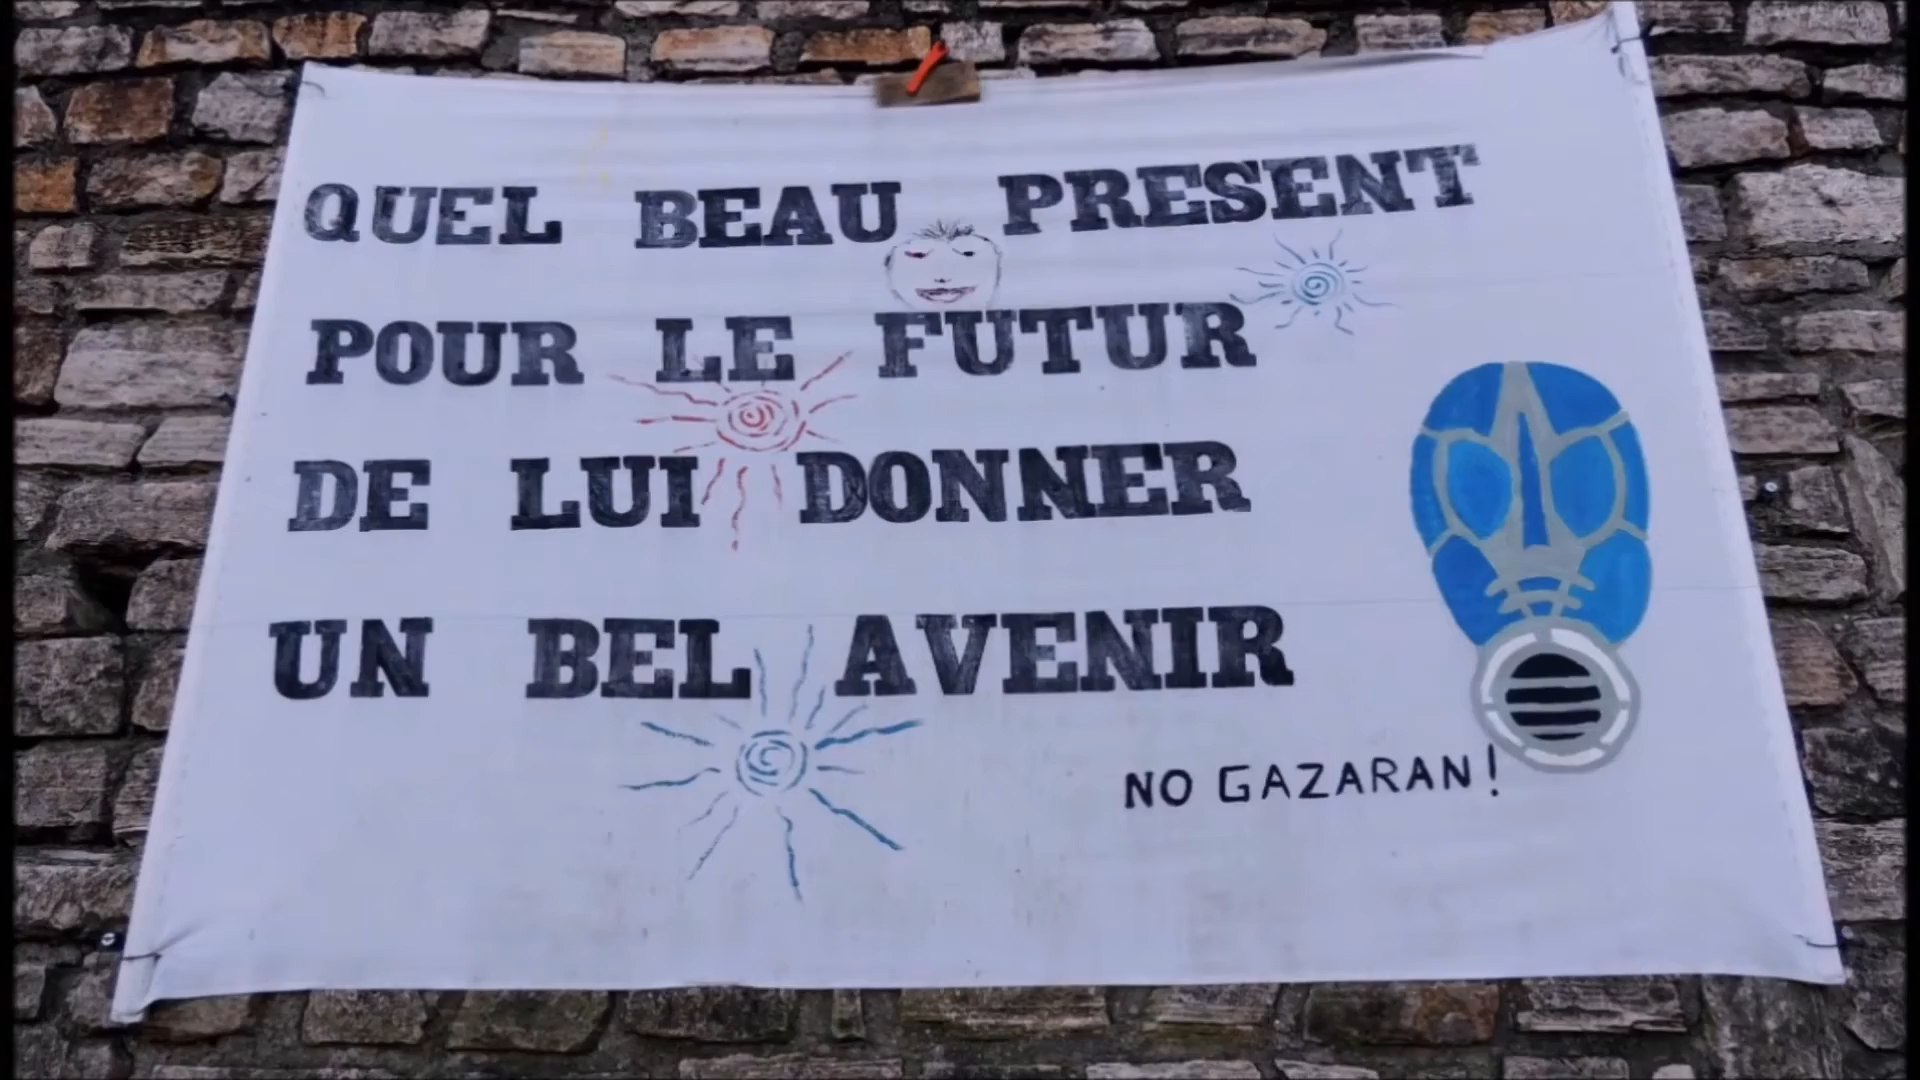 QUEL BEAU PRESENT
POUR LE FUTUR
DE LUI DONNER
UN BEL AVENIR
NO GAZARAN!